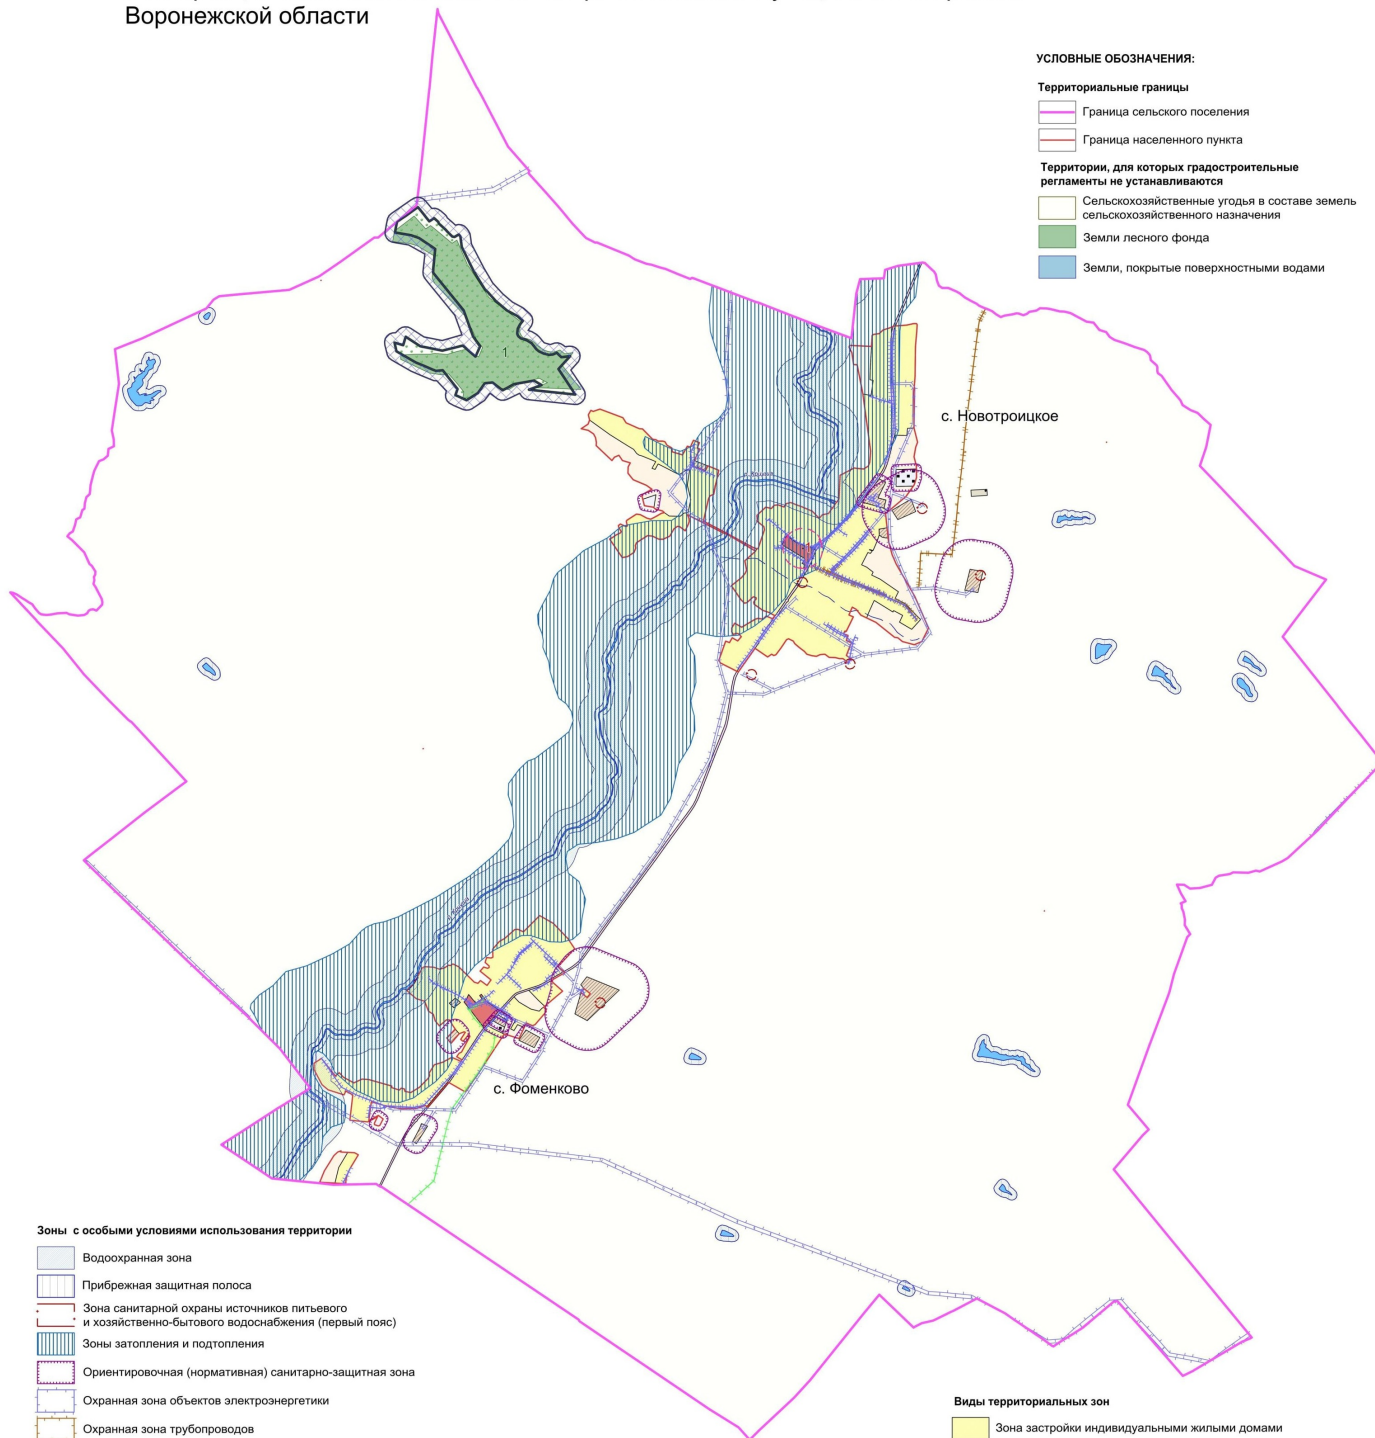 Воронежской области
УСЛОВНЫЕ ОБОЗНАЧЕНИЯ:
Территориальные границы
Граница сельского поселения
Граница населенного пункта
Территории, для которых градостроительные
регламенты не устанавливаются
Сельскохозяйственные угодья в составе земель
сельскохозяйственного назначения
Земли лесного фонда
Земли, покрытые поверхностными водами
1
с. Новотроицкое
с. Фоменково
Зоны с особыми условиями использования территории
Водоохранная зона
Прибрежная защитная полоса
Зона санитарной охраны источников питьевого
и хозяйственно-бытового водоснабжения (первый пояс)
Зоны затопления и подтопления
Ориентировочная (нормативная) санитарно-защитная зона
Охранная зона объектов электроэнергетики
Охранная зона трубопроводов
Виды территориальных зон
Зона застройки индивидуальными жилыми домами